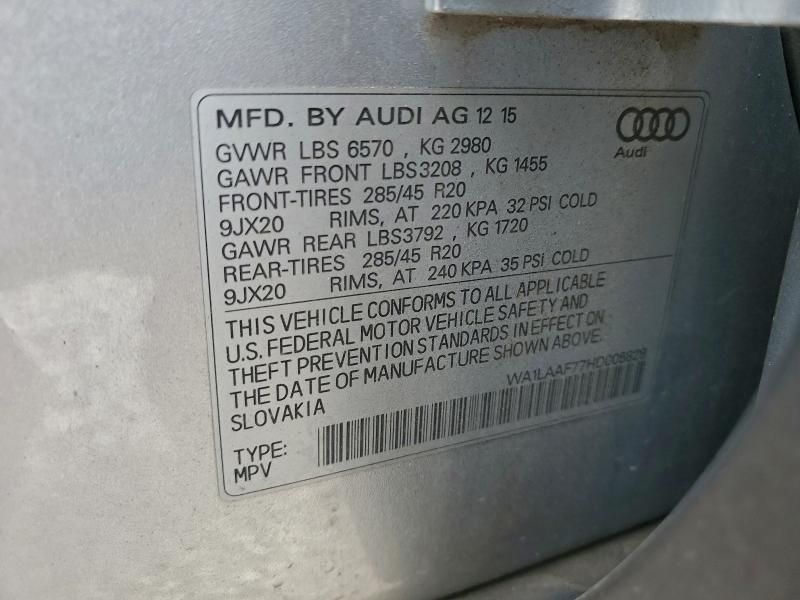 MFD. BY AUDI AG 12 15
Audi
GVWR LBS 6570 , KG 2980
GAWR FRONT LBS3208 , KG 1455
FRONT-TIRES 285/45 R20
9JX20 RIMS, AT 220 KPA 32 PSI COLD
GAWR REAR LBS3792 , KG 1720
REAR-TIRES 285/45 R20
9JX20 RIMS, AT 240 KPA 35 PSI COLD
THIS VEHICLE CONFORMS TO ALL APPLICABLE
U.S. FEDERAL MOTOR VEHICLE SAFETY AND
THEFT PREVENTION STANDARDS IN EFFECT ON
THE DATE OF MANUFACTURE SHOWN ABOVE.
SLOVAKIA
TYPE:
MPV